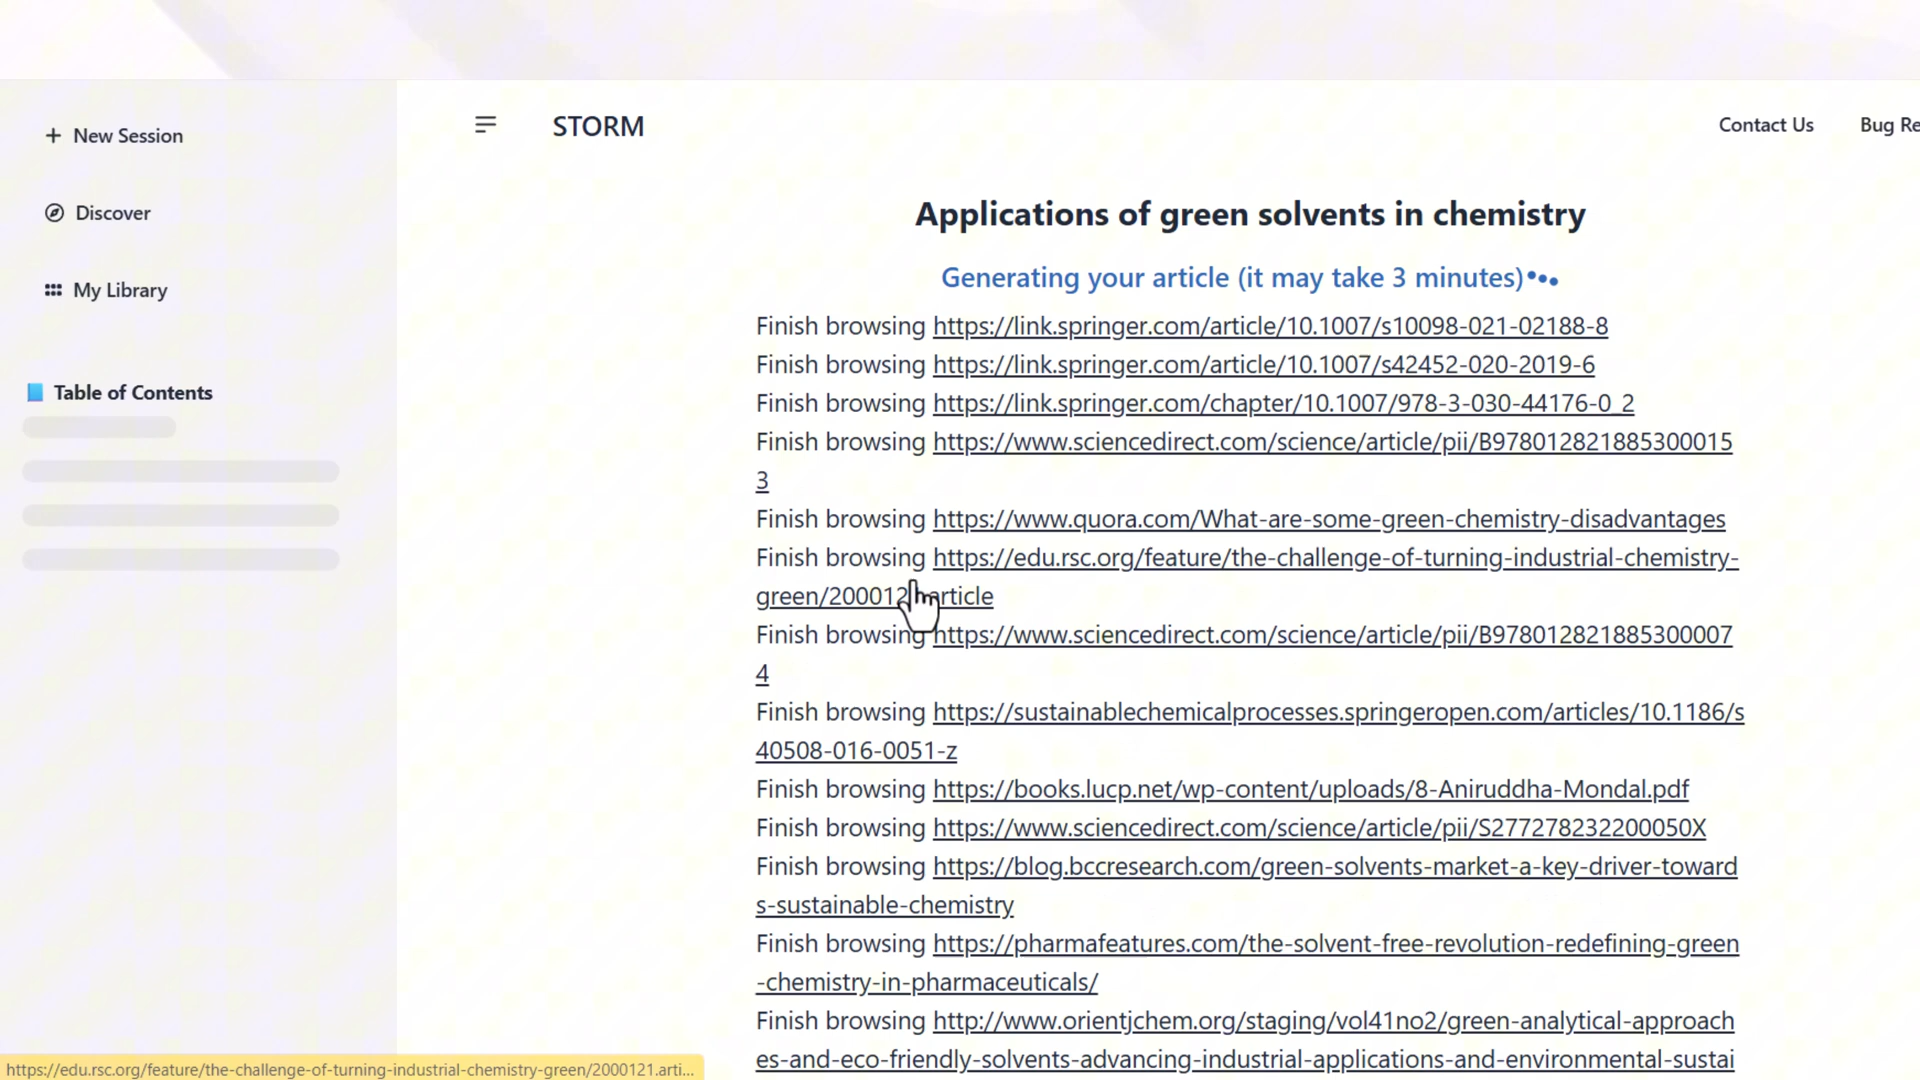 + New Session
Discover
My Library
Table of Contents
STORM
Contact Us
Bug Re
Applications of green solvents in chemistry
Generating your article (it may take 3 minutes)
Finish browsing https://link.springer.com/article/10.1007/s10098-021-02188-8
Finish browsing https://link.springer.com/article/10.1007/s42452-020-2019-6
Finish browsing https://link.springer.com/chapter/10.1007/978-3-030-44176-0_2
Finish browsing https://www.sciencedirect.com/science/article/pii/B978012821885300015
3
Finish browsing https://www.quora.com/What-are-some-green-chemistry-disadvantages
Finish browsing https://edu.rsc.org/feature/the-challenge-of-turning-industrial-chemistry-
green/2000121.article
Finish browsing https://www.sciencedirect.com/science/article/pii/B978012821885300007
4
Finish browsing https://sustainablechemicalprocesses.springeropen.com/articles/10.1186/s
40508-016-0051-z
Finish browsing https://books.lucp.net/wp-content/uploads/8-Aniruddha-Mondal.pdf
Finish browsing https://www.sciencedirect.com/science/article/pii/S277278232200050X
Finish browsing https://blog.bccresearch.com/green-solvents-market-a-key-driver-toward
s-sustainable-chemistry
Finish browsing https://pharmafeatures.com/the-solvent-free-revolution-redefining-green
-chemistry-in-pharmaceuticals/
Finish browsing http://www.orientjchem.org/staging/vol41no2/green-analytical-approach
es-and-eco-friendly-solvents-advancing-industrial-applications-and-environmental-sustai
https://edu.rsc.org/feature/the-challenge-of-turning-industrial-chemistry-green/2000121.arti...